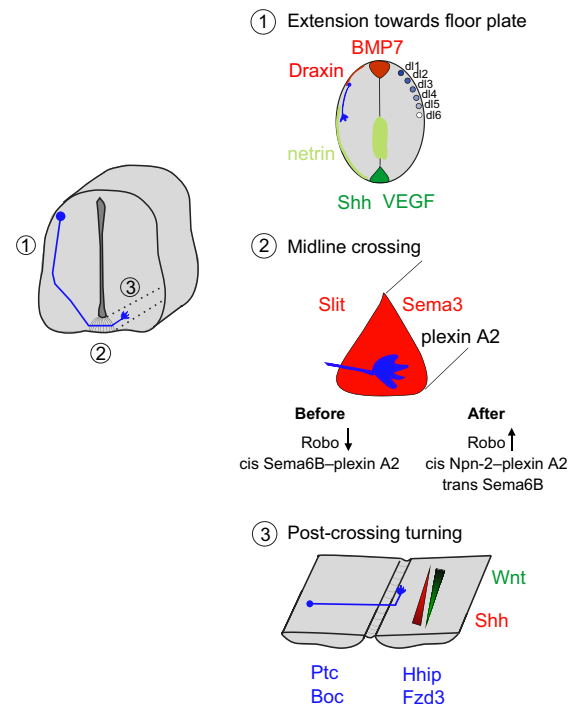 1 Extension towards floor plate
BMP7
Draxin
dI1
dI2
dI3
dI4
dI5
dI6
netrin
Shh VEGF
1
3
2
2 Midline crossing
Slit Sema3
plexin A2
Before After
Robo Robo
cis Sema6B–plexin A2 cis Npn-2–plexin A2
trans Sema6B
3 Post-crossing turning
Wnt
Shh
Ptc Hhip
Boc Fzd3